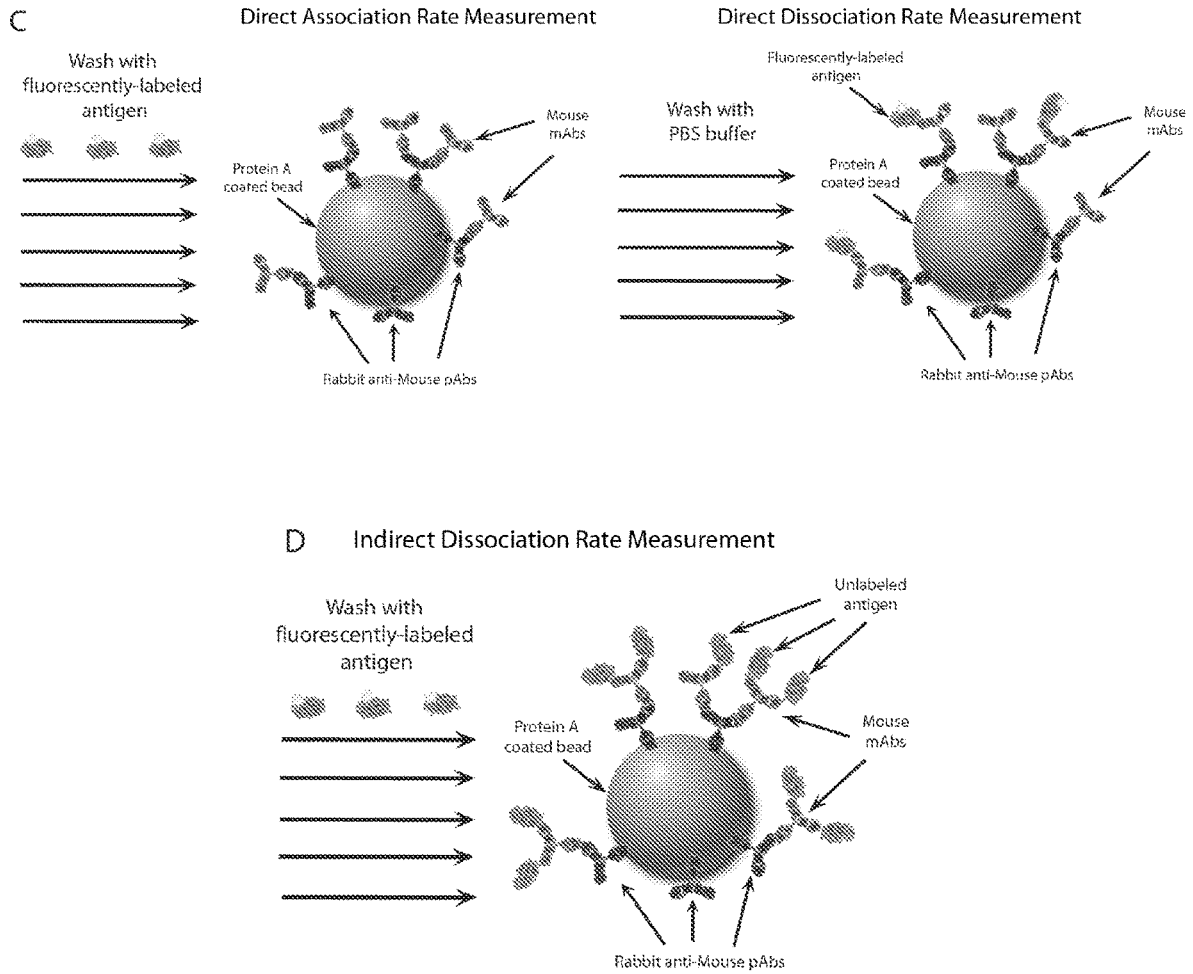 C
Direct Association Rate Measurement
Wash with
fluorescently-labeled
antigen
Protein A
coated bead
Mouse
mAbs
Rabbit anti-Mouse pAbs
Direct Dissociation Rate Measurement
Fluorescently-labeled
antigen
Wash with
PBS buffer
Protein A
coated bead
Mouse
mAbs
Rabbit anti-Mouse pAbs
D
Indirect Dissociation Rate Measurement
Wash with
fluorescently-labeled
antigen
Unlabeled
antigen
Protein A
coated bead
Mouse
mAbs
Rabbit anti-Mouse pAbs